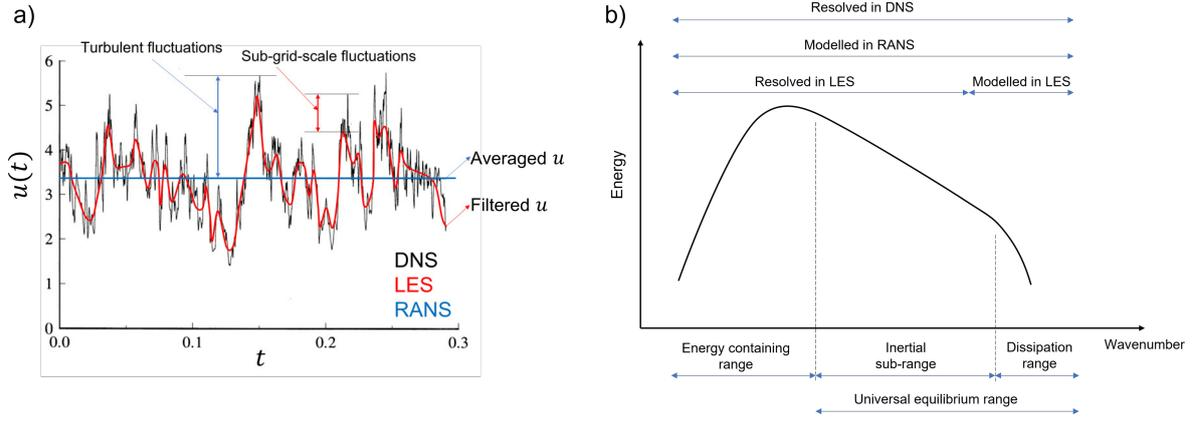 a)
Turbulent fluctuations
Sub-grid-scale fluctuations
6
5
4
3
2
1
0
u(t)
Averaged u
Filtered u
DNS
LES
RANS
0.0
0.1
0.2
0.3
t
b)
Resolved in DNS
Modelled in RANS
Resolved in LES
Modelled in LES
Energy
Wavenumber
Energy containing
range
Inertial
sub-range
Dissipation
range
Universal equilibrium range